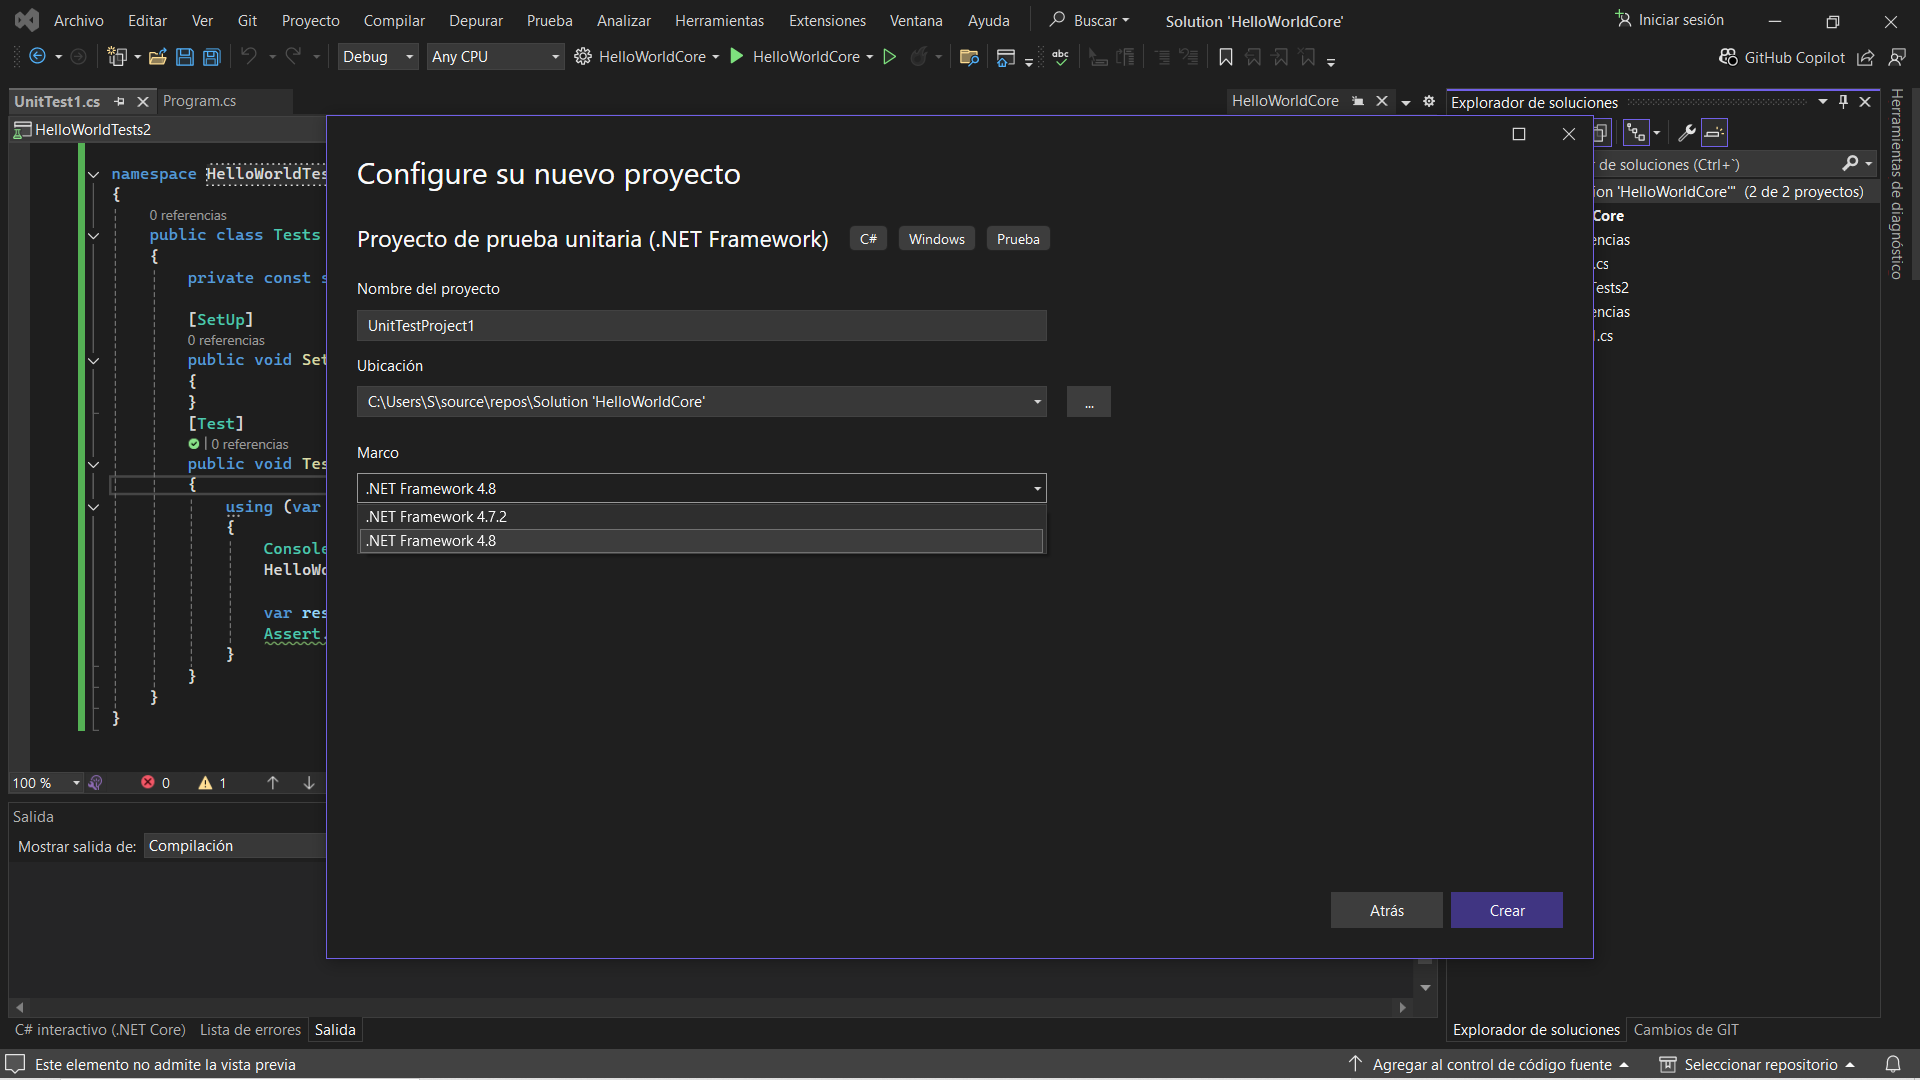 Archivo Editar Ver Git Proyecto Compilar Depurar Prueba Analizar Herramientas Extensiones Ventana Ayuda Buscar Solution 'HelloWorldCore' Iniciar sesión
Debug Any CPU HelloWorldCore HelloWorldCore abc GitHub Copilot
UnitTest1.cs Program.cs HelloWorldCore
HelloWorldTests2
namespace HelloWorldTes
{
0 referencias
public class Tests
{
private const s
[SetUp]
0 referencias
public void Set
{
}
[Test]
0 referencias
public void Tes
{
using (var
{
Console
HelloWo
var res
Assert.
}
}
}
}
100 % 0 1
Salida
Mostrar salida de: Compilación
C# interactivo (.NET Core) Lista de errores Salida
Configure su nuevo proyecto
Proyecto de prueba unitaria (.NET Framework) C# Windows Prueba
Nombre del proyecto
UnitTestProject1
Ubicación
C:\Users\S\source\repos\Solution 'HelloWorldCore'
...
Marco
.NET Framework 4.8
.NET Framework 4.7.2
.NET Framework 4.8
Atrás Crear
Explorador de soluciones
r de soluciones (Ctrl+`)
ion 'HelloWorldCore'" (2 de 2 proyectos)
Core
encias
.cs
Tests2
encias
.cs
Explorador de soluciones Cambios de GIT
Herramientas de diagnóstico
Este elemento no admite la vista previa Agregar al control de código fuente Seleccionar repositorio